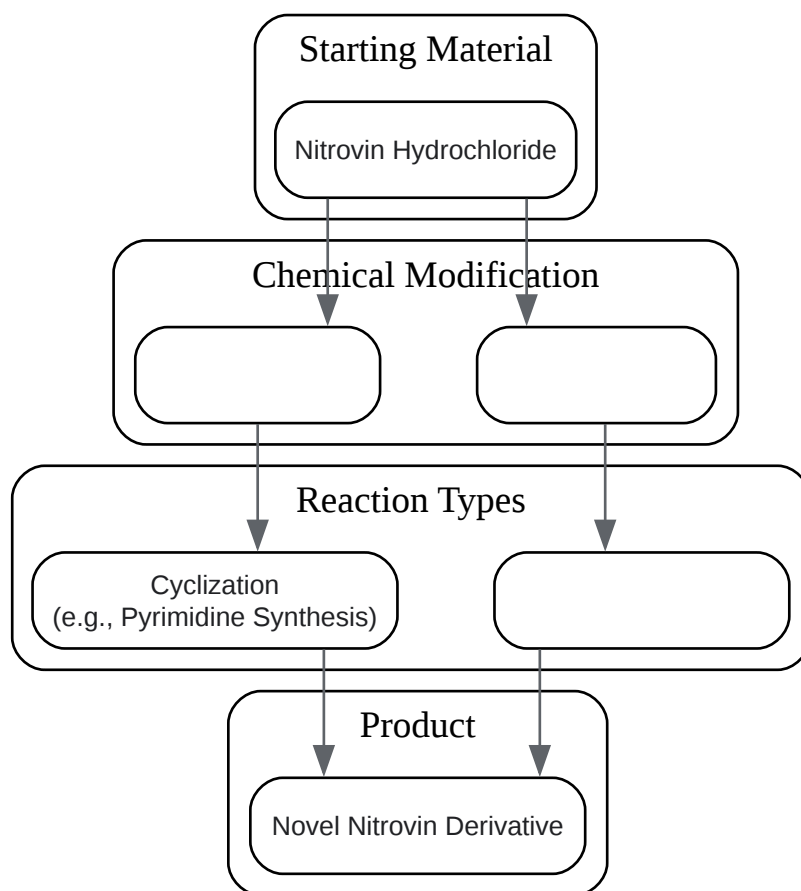 Starting Material
Nitrovin Hydrochloride
Chemical Modification
Reaction Types
Cyclization
(e.g., Pyrimidine Synthesis)
Product
Novel Nitrovin Derivative